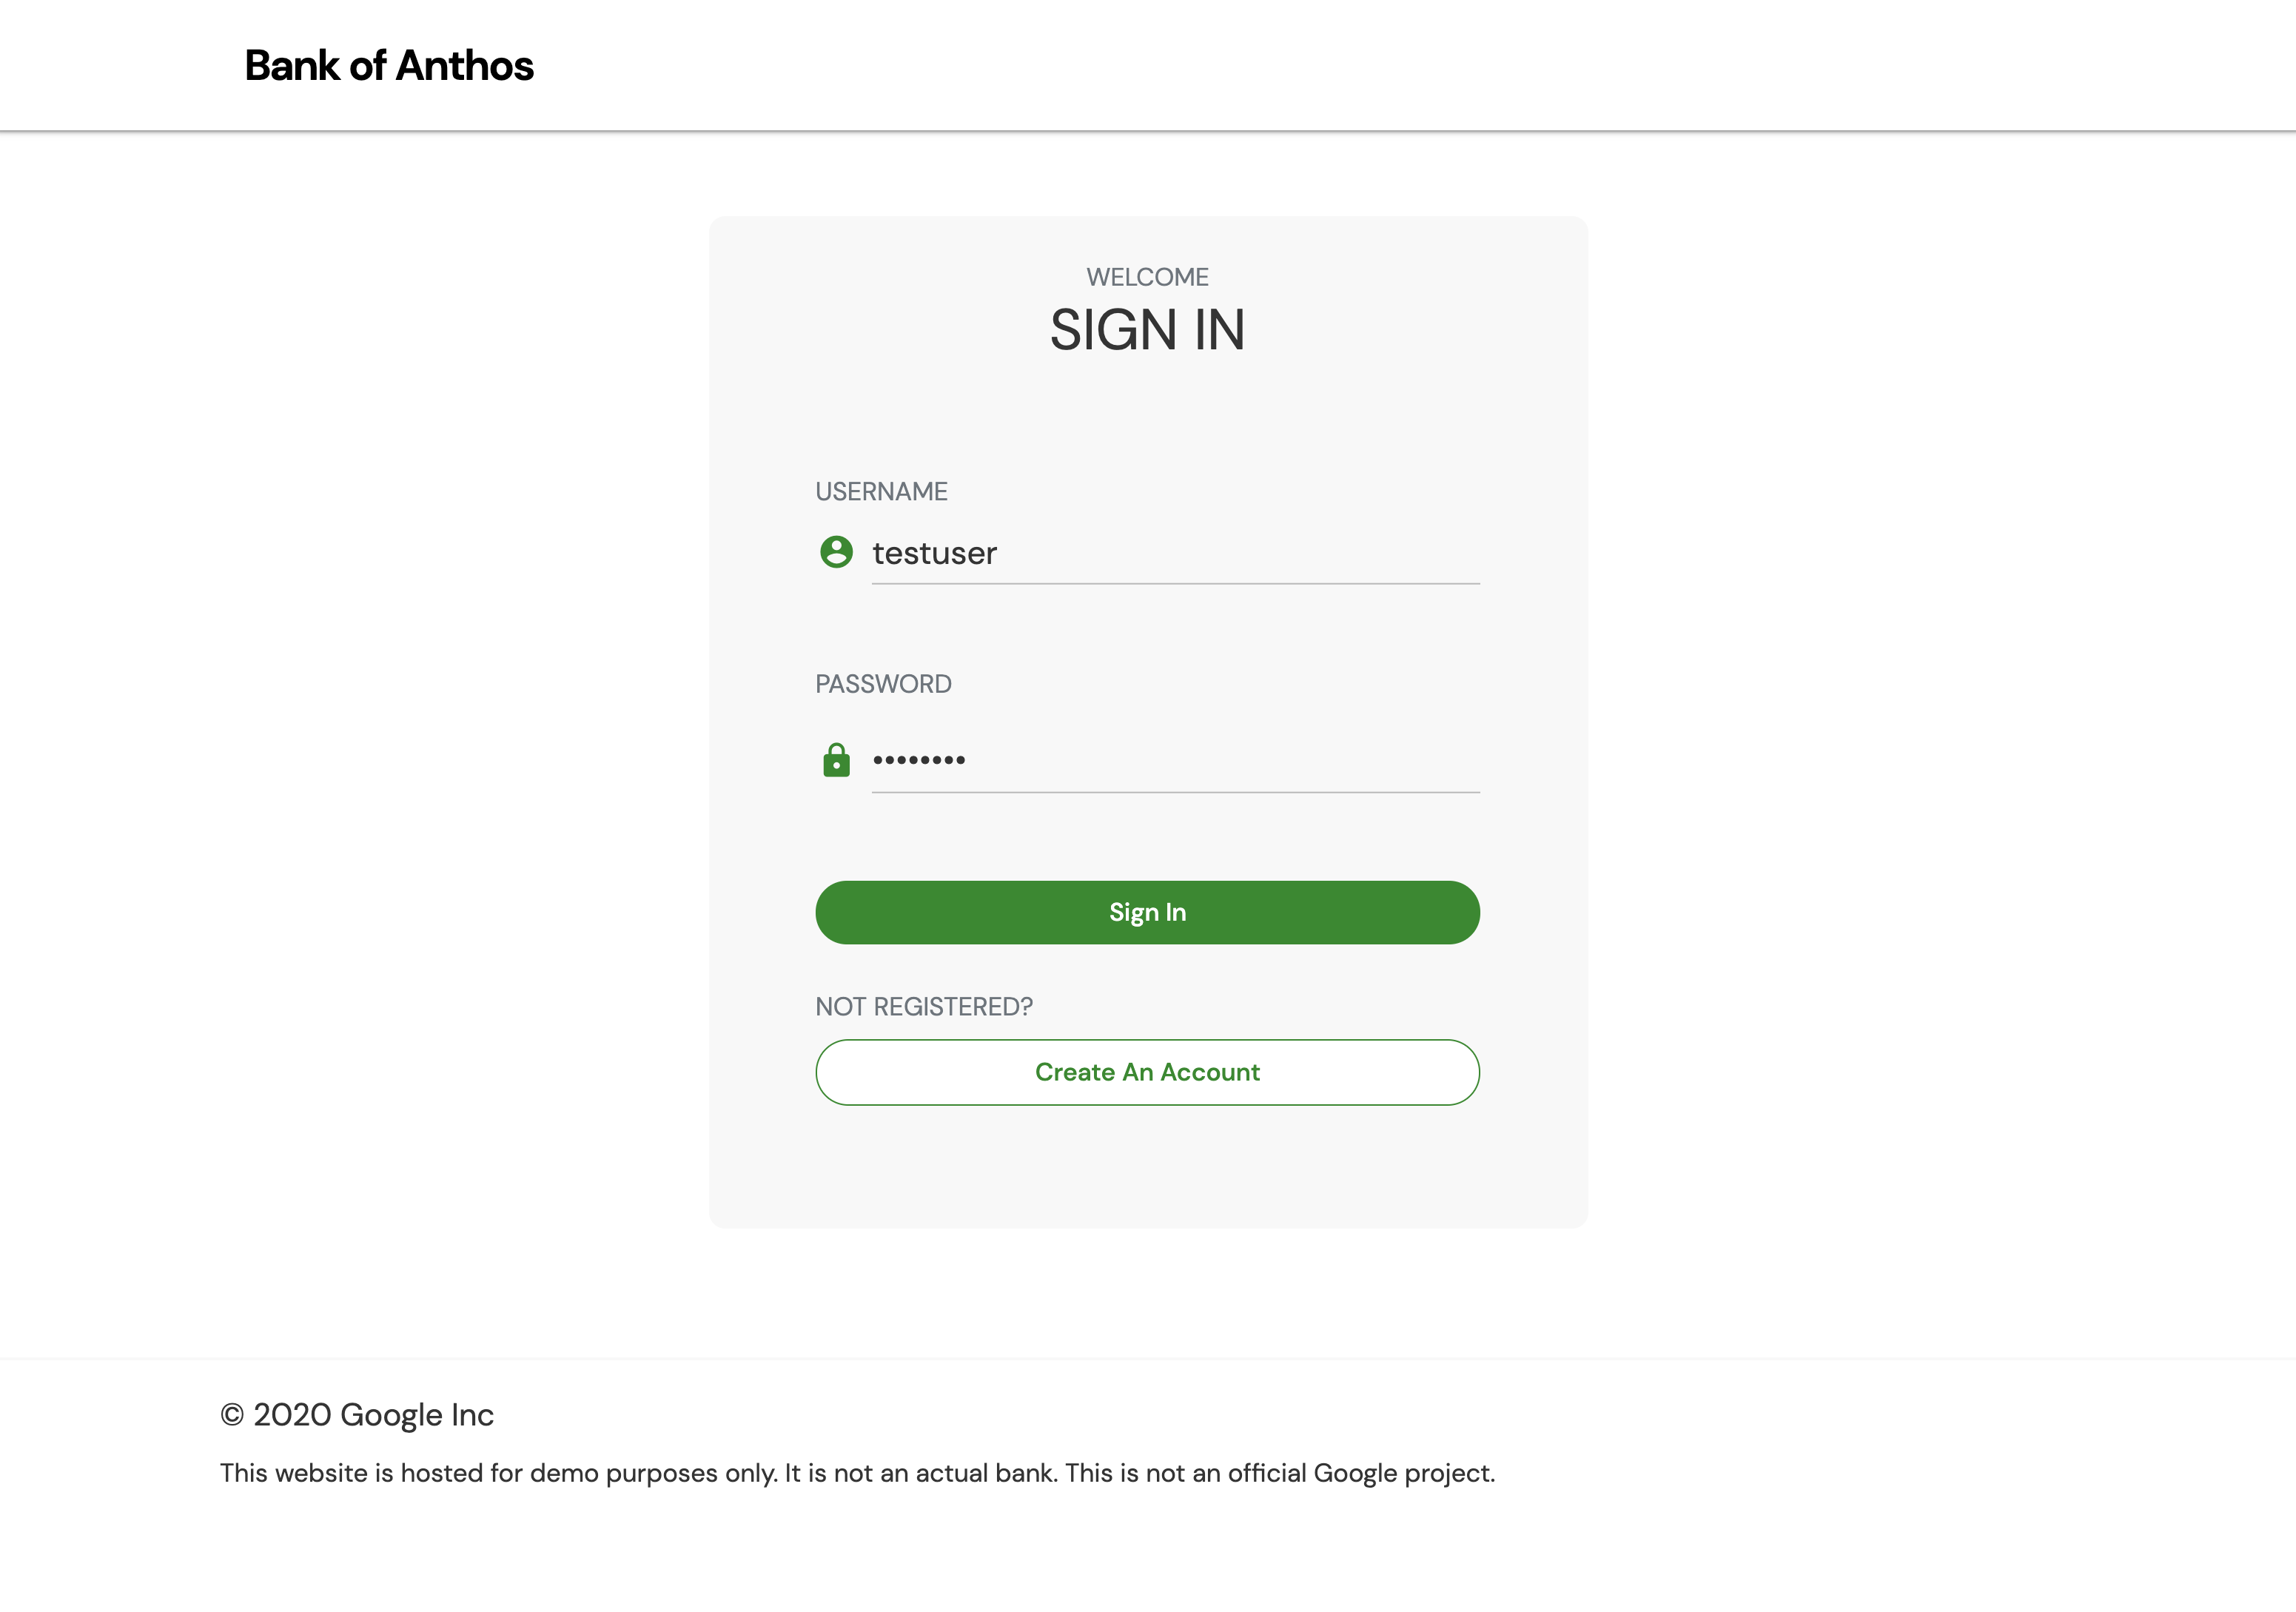 Bank of Anthos
WELCOME
SIGN IN
USERNAME
testuser
PASSWORD
••••••••
Sign In
NOT REGISTERED?
Create An Account
© 2020 Google Inc
This website is hosted for demo purposes only. It is not an actual bank. This is not an official Google project.